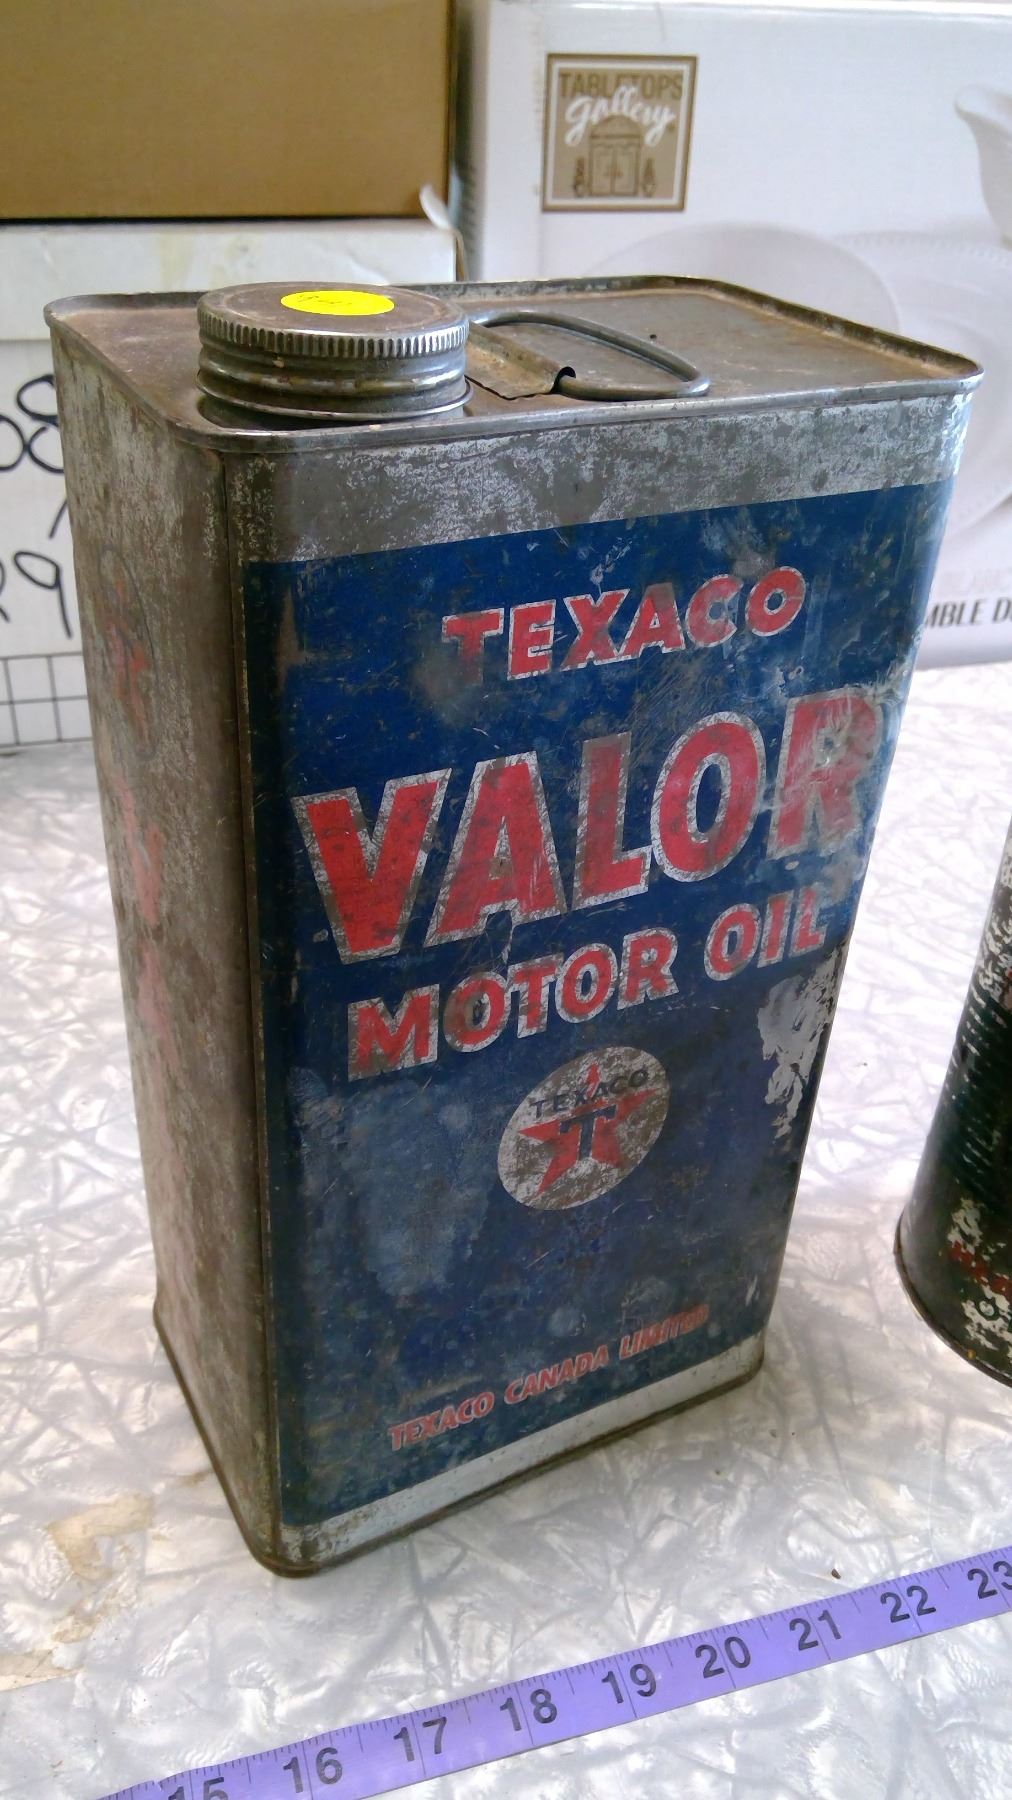 TABLETOPS
gallery
TEXACO
VALOR
MOTOR OIL
TEXACO
T
TEXACO CANADA LIMITED
15 16 17 18 19 20 21 22 23